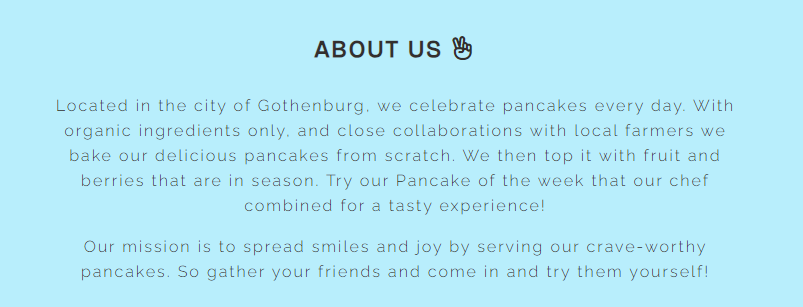 ABOUT US ✌
Located in the city of Gothenburg, we celebrate pancakes every day. With
organic ingredients only, and close collaborations with local farmers we
bake our delicious pancakes from scratch. We then top it with fruit and
berries that are in season. Try our Pancake of the week that our chef
combined for a tasty experience!
Our mission is to spread smiles and joy by serving our crave-worthy
pancakes. So gather your friends and come in and try them yourself!